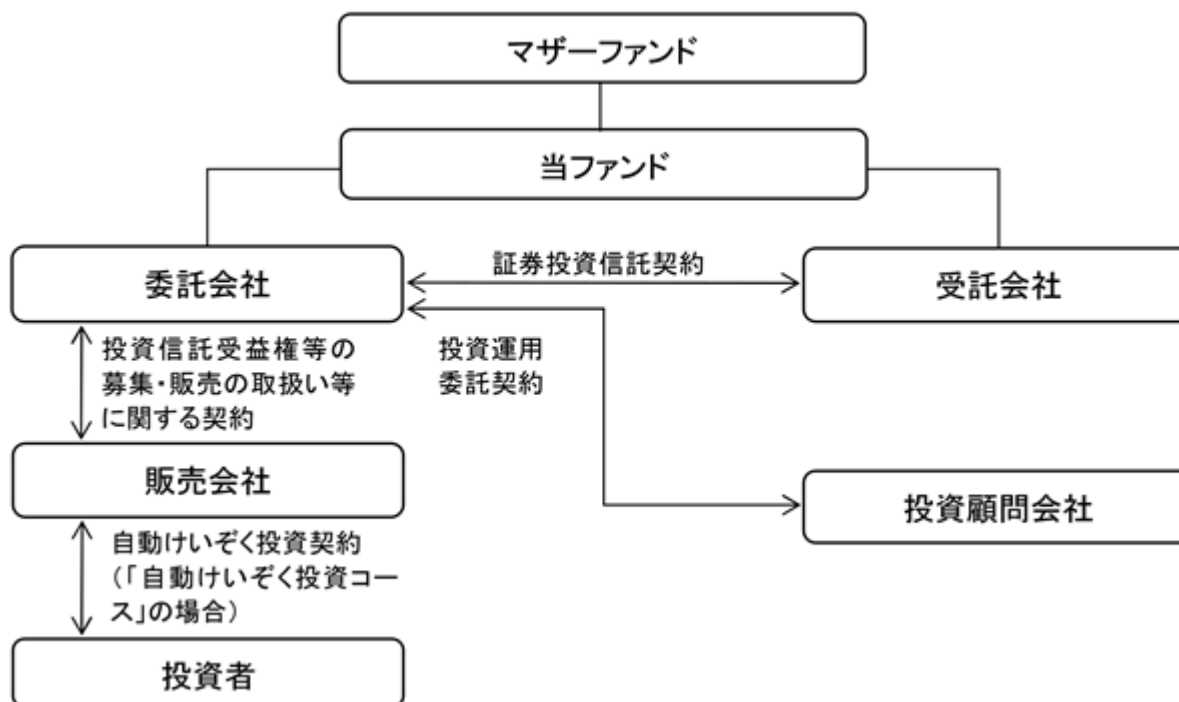 マザーファンド
当ファンド
委託会社
証券投資信託契約
受託会社
投資信託受益権等の
募集・販売の取扱い等
に関する契約
投資運用
委託契約
販売会社
投資顧問会社
自動けいぞく投資契約
(「自動けいぞく投資コー
ス」の場合)
投資者